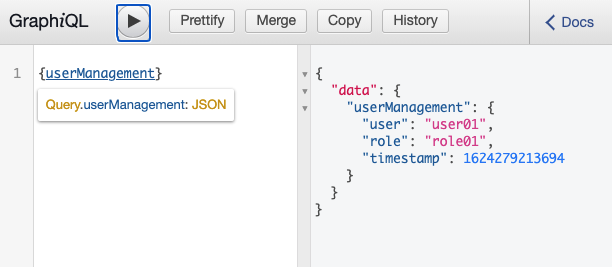 GraphiQL Prettify Merge Copy History Docs
1 {userManagement}
Query.userManagement: JSON
{
"data": {
"userManagement": {
"user": "user01",
"role": "role01",
"timestamp": 1624279213694
}
}
}